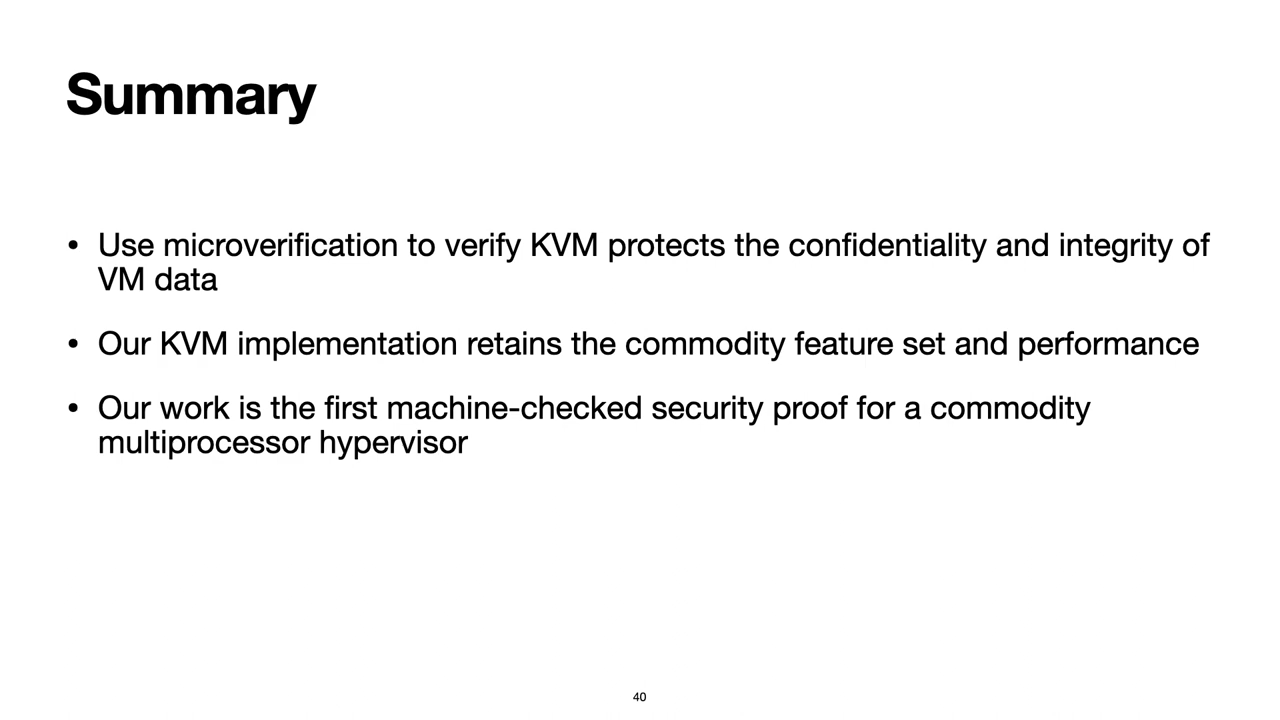 Summary
• Use microverification to verify KVM protects the confidentiality and integrity of
VM data
• Our KVM implementation retains the commodity feature set and performance
• Our work is the first machine-checked security proof for a commodity
multiprocessor hypervisor
40